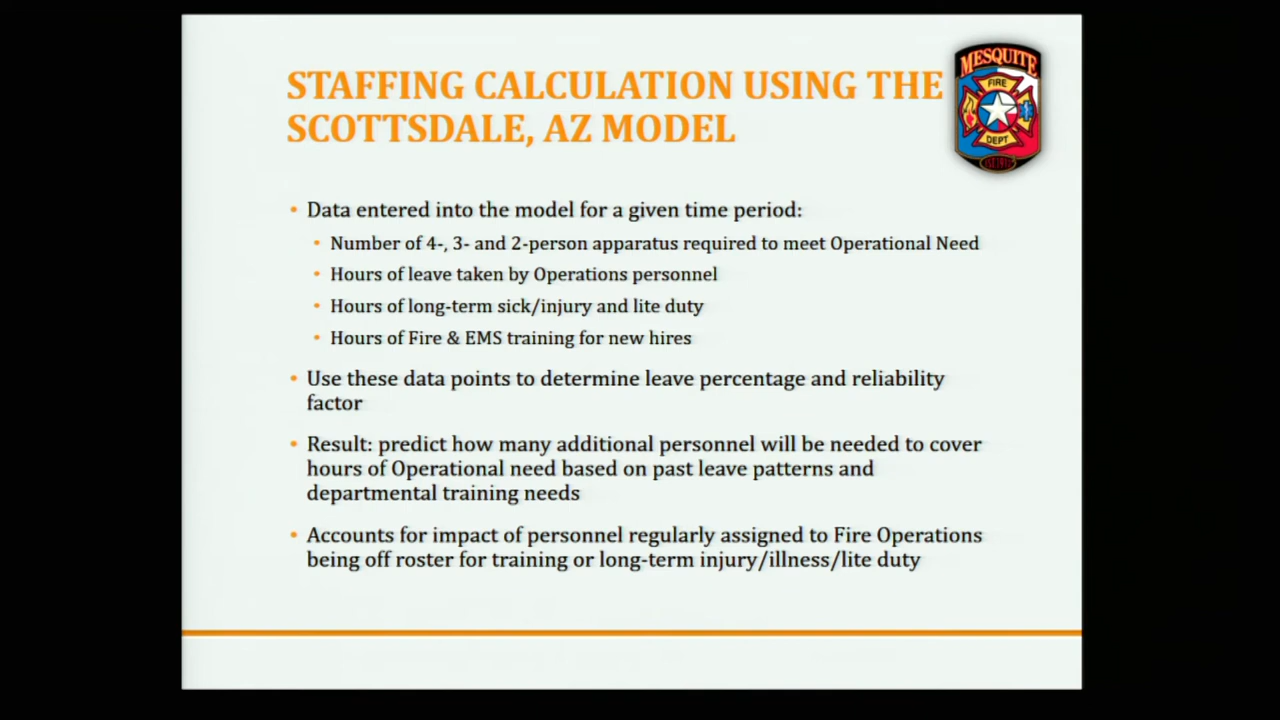 STAFFING CALCULATION USING THE
SCOTTSDALE, AZ MODEL
MESQUITE
FIRE
DEPT
• Data entered into the model for a given time period:
• Number of 4-, 3- and 2-person apparatus required to meet Operational Need
• Hours of leave taken by Operations personnel
• Hours of long-term sick/injury and lite duty
• Hours of Fire & EMS training for new hires
• Use these data points to determine leave percentage and reliability
factor
• Result: predict how many additional personnel will be needed to cover
hours of Operational need based on past leave patterns and
departmental training needs
• Accounts for impact of personnel regularly assigned to Fire Operations
being off roster for training or long-term injury/illness/lite duty